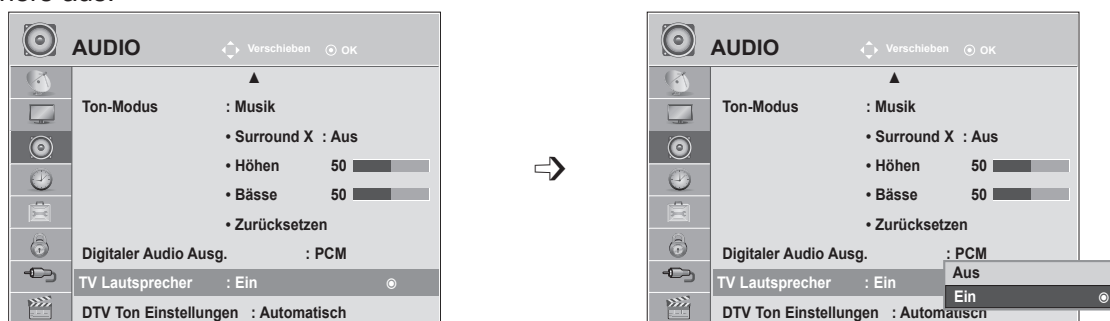 AUDIO Verschieben OK
Ton-Modus : Musik
• Surround X : Aus
• Höhen 50
• Bässe 50
• Zurücksetzen
Digitaler Audio Ausg. : PCM
TV Lautsprecher : Ein
DTV Ton Einstellungen : Automatisch
AUDIO Verschieben OK
Ton-Modus : Musik
• Surround X : Aus
• Höhen 50
• Bässe 50
• Zurücksetzen
Digitaler Audio Ausg. : PCM
TV Lautsprecher : Ein
Aus
Ein
DTV Ton Einstellungen : Automatisch